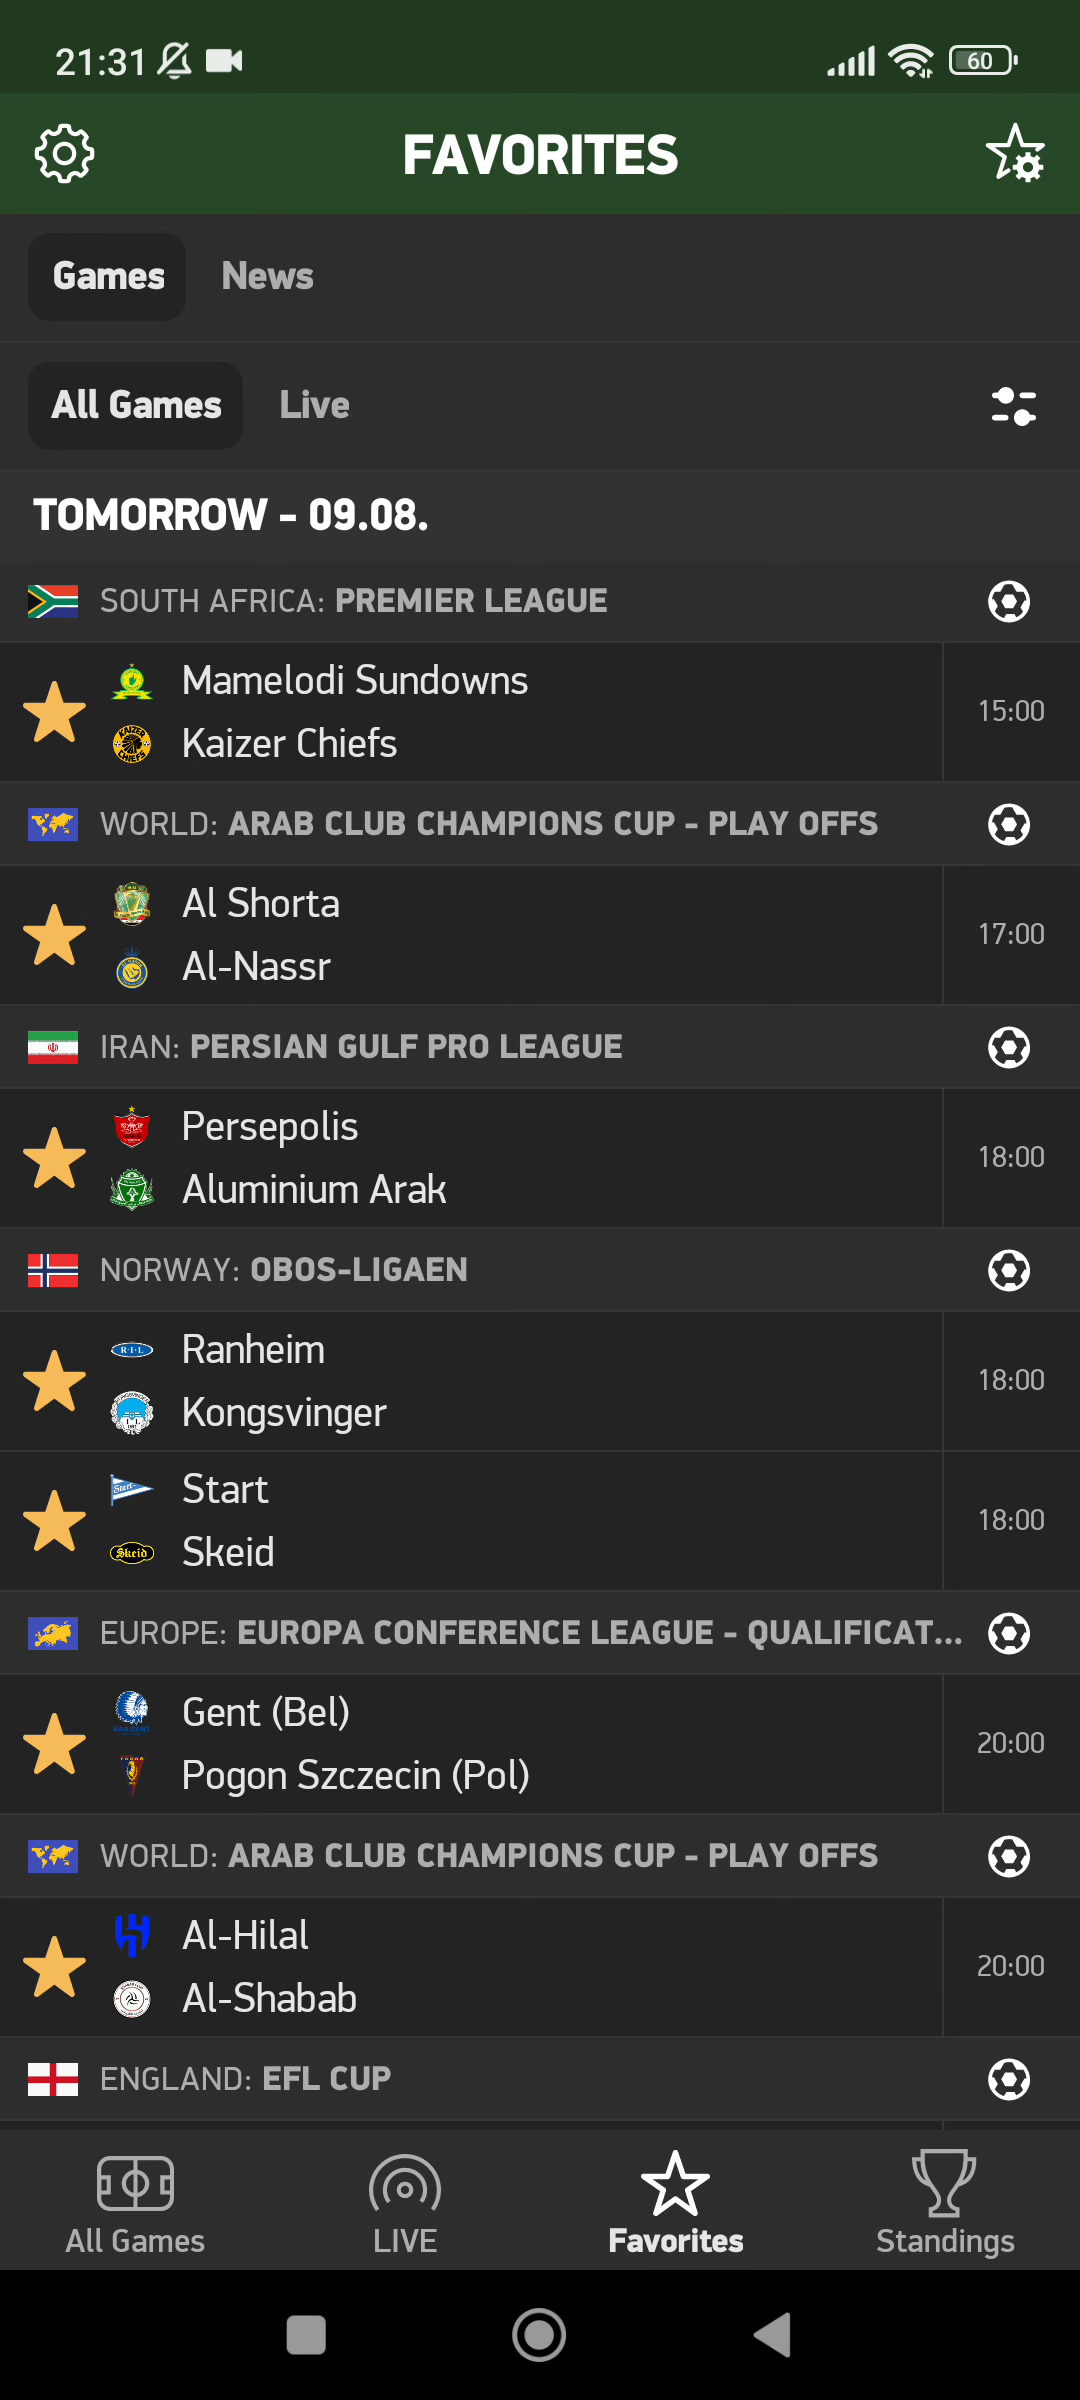 21:31
60
FAVORITES
Games News
All Games Live
TOMORROW - 09.08.
SOUTH AFRICA: PREMIER LEAGUE
Mamelodi Sundowns
Kaizer Chiefs
15:00
WORLD: ARAB CLUB CHAMPIONS CUP - PLAY OFFS
Al Shorta
Al-Nassr
17:00
IRAN: PERSIAN GULF PRO LEAGUE
Persepolis
Aluminium Arak
18:00
NORWAY: OBOS-LIGAEN
Ranheim
Kongsvinger
18:00
Start
Skeid
18:00
EUROPE: EUROPA CONFERENCE LEAGUE - QUALIFICAT...
Gent (Bel)
Pogon Szczecin (Pol)
20:00
WORLD: ARAB CLUB CHAMPIONS CUP - PLAY OFFS
Al-Hilal
Al-Shabab
20:00
ENGLAND: EFL CUP
All Games LIVE Favorites Standings